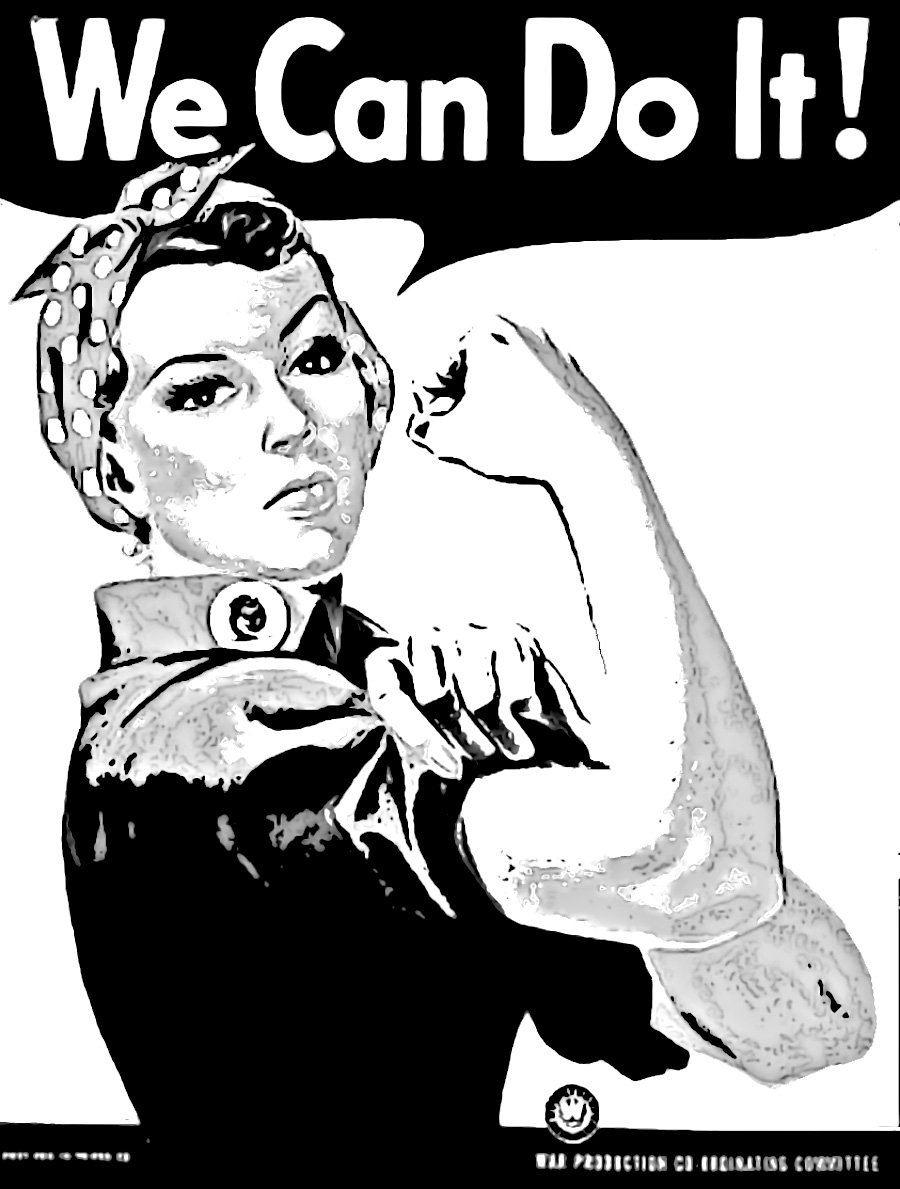 We Can Do It!
WAR PRODUCTION CO-ORDINATING COMMITTEE
W